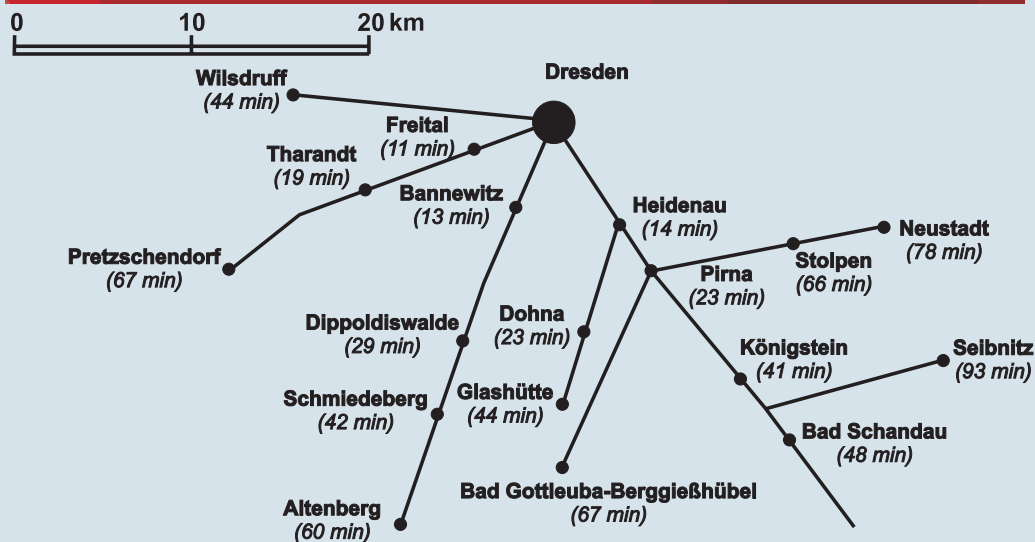 0 10 20 km
Dresden
Wilsdruff
(44 min)
Freital
(11 min)
Tharandt
(19 min)
Bannewitz
(13 min)
Heidenau
(14 min)
Neustadt
(78 min)
Pretzschendorf
(67 min)
Stolpen
(66 min)
Pirna
(23 min)
Dippoldiswalde
(29 min)
Dohna
(23 min)
Königstein
(41 min)
Seibnitz
(93 min)
Schmiedeberg
(42 min)
Glashütte
(44 min)
Bad Schandau
(48 min)
Bad Gottleuba-Berggießhübel
(67 min)
Altenberg
(60 min)